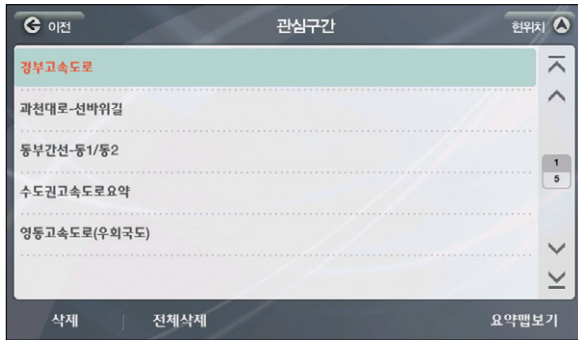 이전
관심구간
현위치
경부고속도로
과천대로-선바위길
동부간선-동1/동2
수도권고속도로요약
영동고속도로(우회국도)
1
5
삭제
전체삭제
요약맵보기